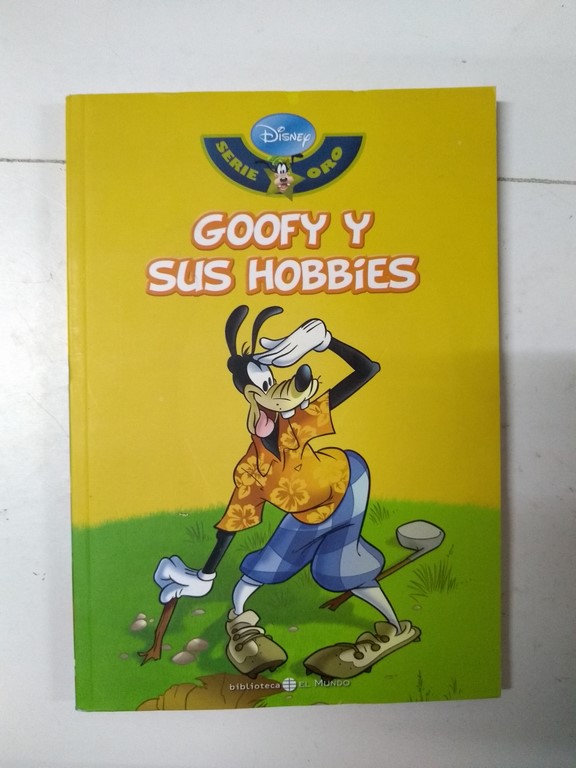 Disney
SERIE ORO
GOOFY Y
SUS HOBBiES
biblioteca EL MUNDO